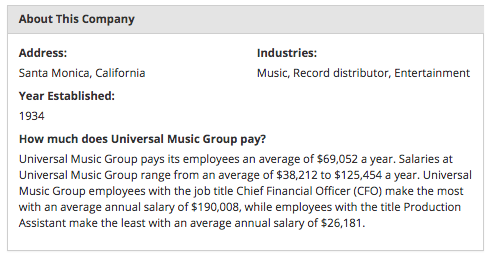 About This Company
Address:
Industries:
Santa Monica, California
Music, Record distributor, Entertainment
Year Established:
1934
How much does Universal Music Group pay?
Universal Music Group pays its employees an average of $69,052 a year. Salaries at
Universal Music Group range from an average of $38,212 to $125,454 a year. Universal
Music Group employees with the job title Chief Financial Officer (CFO) make the most
with an average annual salary of $190,008, while employees with the title Production
Assistant make the least with an average annual salary of $26,181.